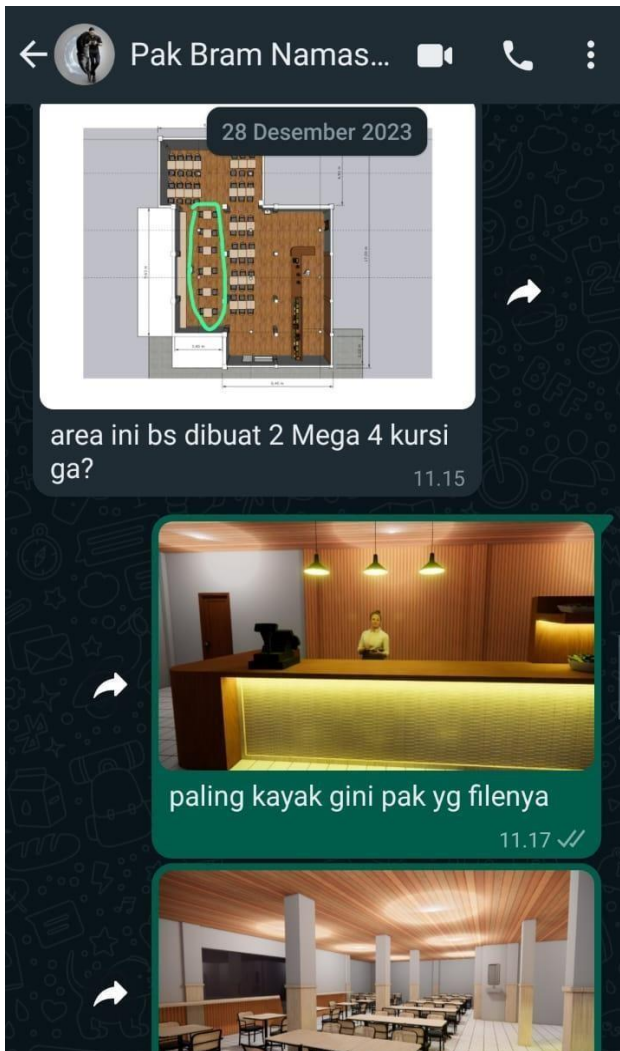 Pak Bram Namas...
28 Desember 2023
area ini bs dibuat 2 Mega 4 kursi
ga?
11.15
paling kayak gini pak yg filenya
11.17